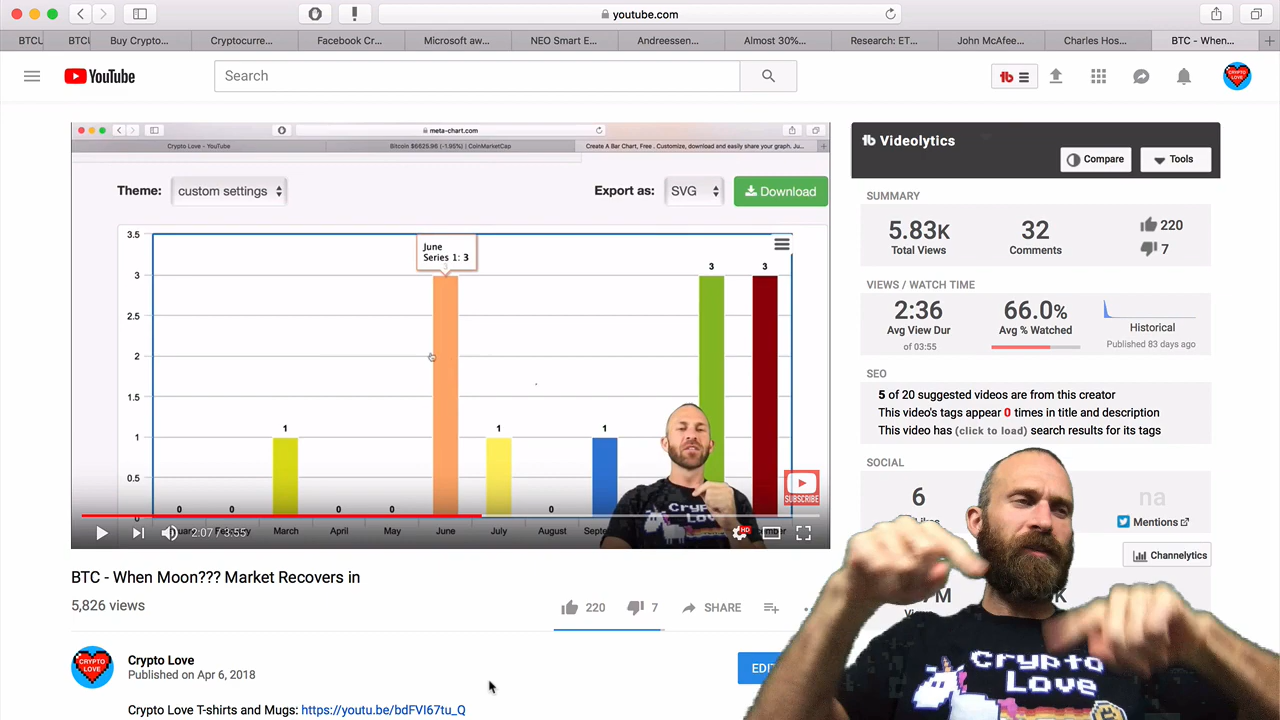 youtube.com
BTCU
BTC
Buy Crypto...
Cryptocurre...
Facebook Cr...
Microsoft aw...
NEO Smart E...
Andreessen...
Almost 30%...
Research: ET...
John McAfee...
Charles Hos...
BTC - When...
YouTube
Search
CRYPTO LOVE
meta-chart.com
Crypto Love - YouTube
Bitcoin $6625.96 (-1.95%) | CoinMarketCap
Create A Bar Chart, Free . Customize, download and easily share your graph. Ju...
Theme: custom settings
Export as: SVG
Download
3.5
3
2.5
2
1.5
1
0.5
June
Series 1: 3
0
0
1
0
0
3
1
0
1
3
3
March
April
May
June
July
August
Crypto
Love
SUBSCRIBE
2:07 / 3:55
HD
BTC - When Moon??? Market Recovers in
5,826 views
220
7
SHARE
CRYPTO LOVE
Crypto Love
Published on Apr 6, 2018
EDIT
Crypto Love T-shirts and Mugs: https://youtu.be/bdFVI67tu_Q
tb Videolytics
Compare
Tools
SUMMARY
5.83K
Total Views
32
Comments
220
7
VIEWS / WATCH TIME
2:36
Avg View Dur
of 03:55
66.0%
Avg % Watched
Historical
Published 83 days ago
SEO
5 of 20 suggested videos are from this creator
This video's tags appear 0 times in title and description
This video has (click to load) search results for its tags
SOCIAL
6
na
Mentions
Channelytics
Crypto
Love